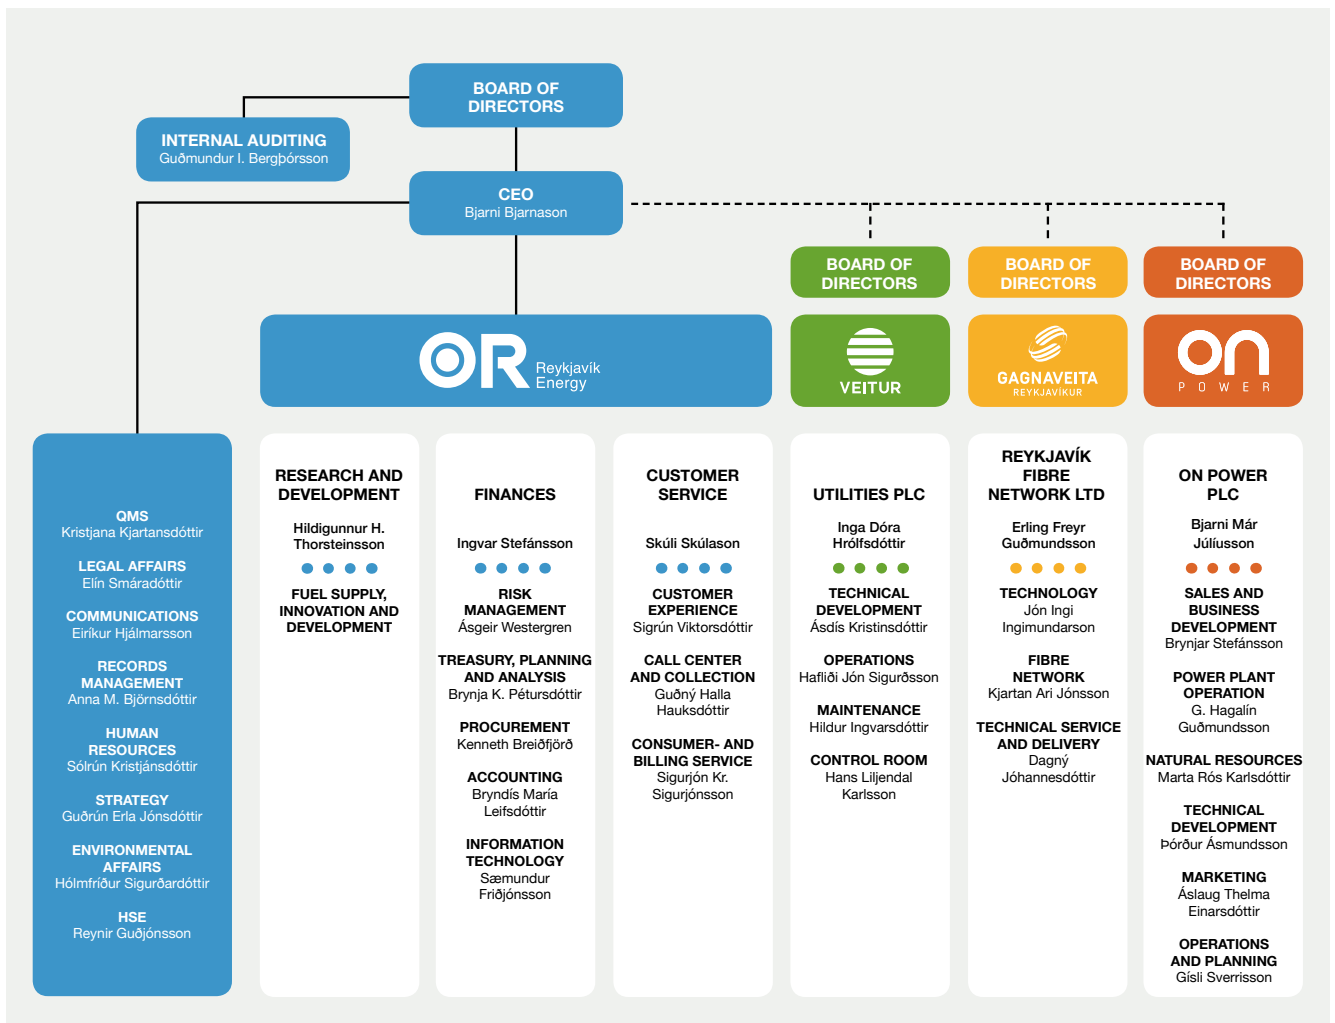 BOARD OF
DIRECTORS
INTERNAL AUDITING
Guðmundur I. Bergþórsson
CEO
Bjarni Bjarnason
BOARD OF
DIRECTORS
BOARD OF
DIRECTORS
BOARD OF
DIRECTORS
OR Reykjavík
Energy
VEITUR
GAGNAVEITA
REYKJAVÍKUR
on
POWER
QMS
Kristjana Kjartansdóttir
LEGAL AFFAIRS
Elín Smáradóttir
COMMUNICATIONS
Eiríkur Hjálmarsson
RECORDS
MANAGEMENT
Anna M. Björnsdóttir
HUMAN
RESOURCES
Sólrún Kristjánsdóttir
STRATEGY
Guðrún Erla Jónsdóttir
ENVIRONMENTAL
AFFAIRS
Hólmfríður Sigurðardóttir
HSE
Reynir Guðjónsson
RESEARCH AND
DEVELOPMENT
Hildigunnur H.
Thorsteinsson
FUEL SUPPLY,
INNOVATION AND
DEVELOPMENT
FINANCES
Ingvar Stefánsson
RISK
MANAGEMENT
Ásgeir Westergren
TREASURY, PLANNING
AND ANALYSIS
Brynja K. Pétursdóttir
PROCUREMENT
Kenneth Breiðfjörð
ACCOUNTING
Bryndís María
Leifsdóttir
INFORMATION
TECHNOLOGY
Sæmundur
Friðjónsson
CUSTOMER
SERVICE
Skúli Skúlason
CUSTOMER
EXPERIENCE
Sigrún Viktorsdóttir
CALL CENTER
AND COLLECTION
Guðný Halla
Hauksdóttir
CONSUMER- AND
BILLING SERVICE
Sigurjón Kr.
Sigurjónsson
UTILITIES PLC
Inga Dóra
Hrólfsdóttir
TECHNICAL
DEVELOPMENT
Ásdís Kristinsdóttir
OPERATIONS
Hafliði Jón Sigurðsson
MAINTENANCE
Hildur Ingvarsdóttir
CONTROL ROOM
Hans Liljendal
Karlsson
REYKJAVÍK
FIBRE
NETWORK LTD
Erling Freyr
Guðmundsson
TECHNOLOGY
Jón Ingi
Ingimundarson
FIBRE
NETWORK
Kjartan Ari Jónsson
TECHNICAL SERVICE
AND DELIVERY
Dagný
Jóhannesdóttir
ON POWER
PLC
Bjarni Már
Júlíusson
SALES AND
BUSINESS
DEVELOPMENT
Brynjar Stefánsson
POWER PLANT
OPERATION
G. Hagalín
Guðmundsson
NATURAL RESOURCES
Marta Rós Karlsdóttir
TECHNICAL
DEVELOPMENT
Þórður Ásmundsson
MARKETING
Áslaug Thelma
Einarsdóttir
OPERATIONS
AND PLANNING
Gísli Sverrisson